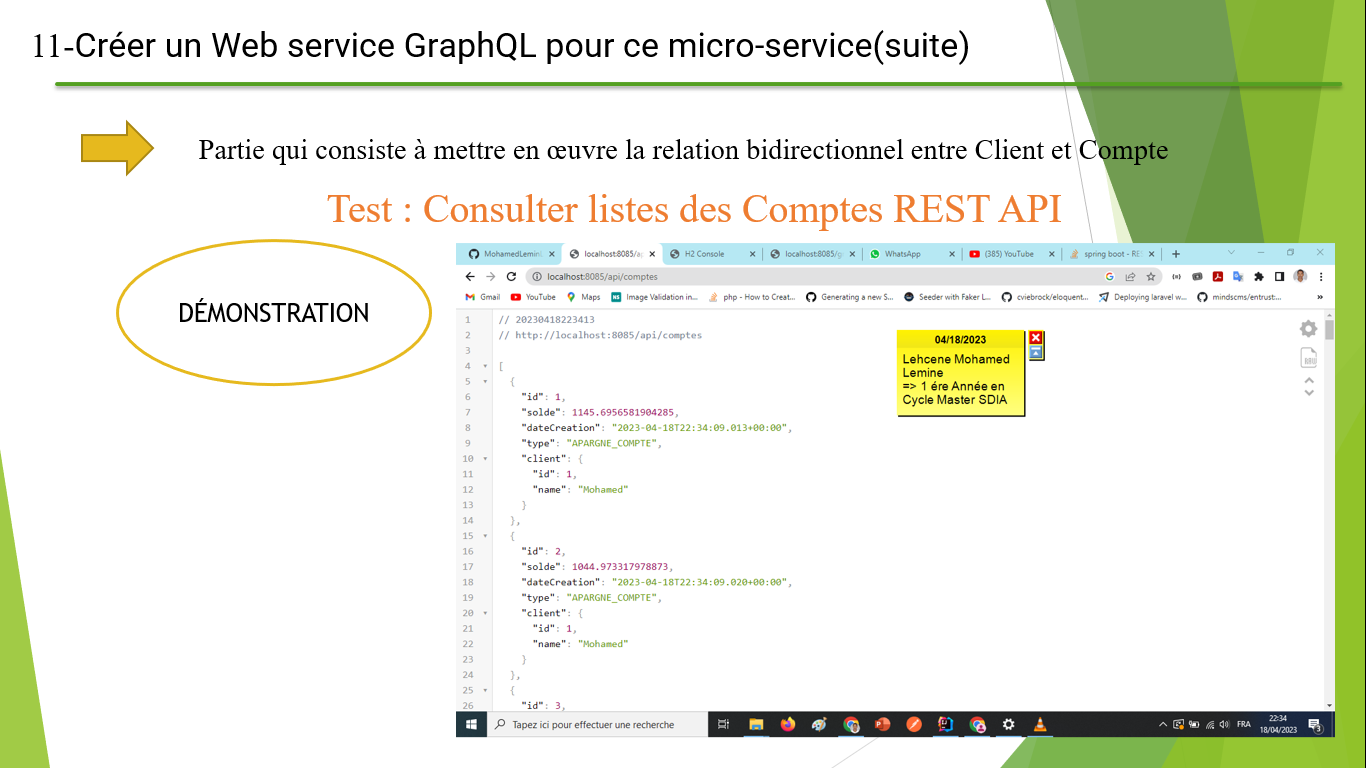 11-Créer un Web service GraphQL pour ce micro-service(suite)
Partie qui consiste à mettre en œuvre la relation bidirectionnel entre Client et Compte
Test : Consulter listes des Comptes REST API
DÉMONSTRATION
MohamedLemin
localhost:8085/a
H2 Console
localhost:8085/g
WhatsApp
(385) YouTube
spring boot - RE
localhost:8085/api/comptes
Gmail
YouTube
Maps
Image Validation in...
php - How to Creat...
Generating a new S...
Seeder with Faker L...
cviebrock/eloquent...
Deploying laravel w...
mindscms/entrust:...
»
1 // 20230418223413
2 // http://localhost:8085/api/comptes
3
4 [
5 {
6 "id": 1,
7 "solde": 1145.6956581904285,
8 "dateCreation": "2023-04-18T22:34:09.013+00:00",
9 "type": "APARGNE_COMPTE",
10 "client": {
11 "id": 1,
12 "name": "Mohamed"
13 }
14 },
15 {
16 "id": 2,
17 "solde": 1044.973317978873,
18 "dateCreation": "2023-04-18T22:34:09.020+00:00",
19 "type": "APARGNE_COMPTE",
20 "client": {
21 "id": 1,
22 "name": "Mohamed"
23 }
24 },
25 {
26 "id": 3,
04/18/2023
Lehcene Mohamed
Lemine
=> 1 ére Année en
Cycle Master SDIA
RAW
Tapez ici pour effectuer une recherche
FRA
22:34
18/04/2023
3